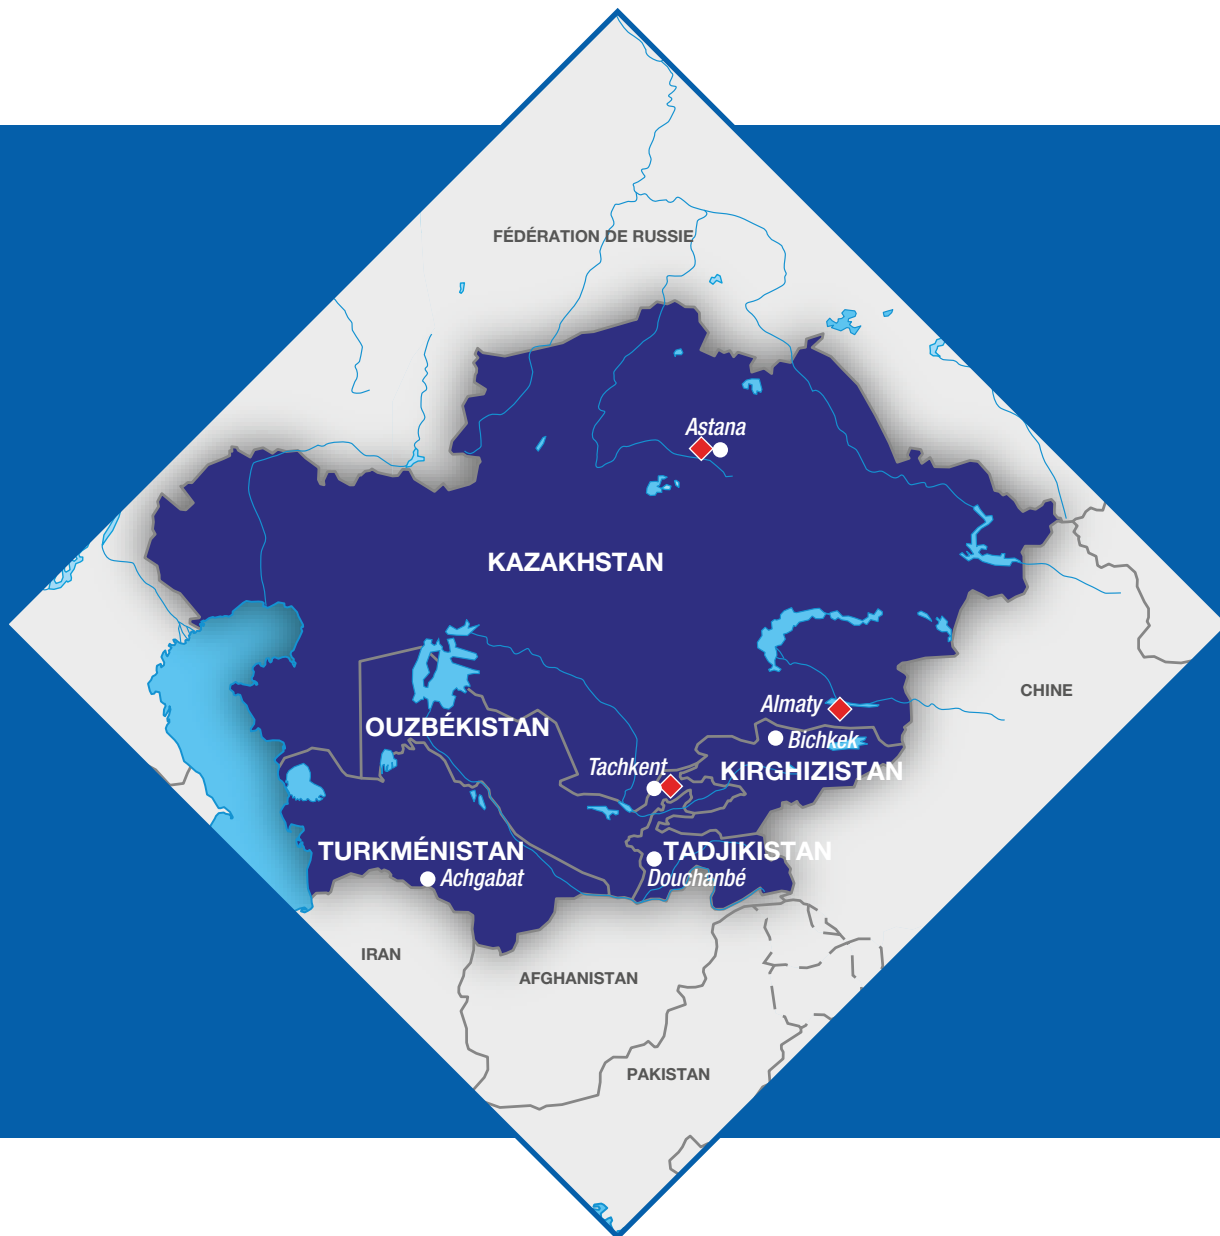 FÉDÉRATION DE RUSSIE
Astana
KAZAKHSTAN
CHINE
Almaty
OUZBÉKISTAN
Bichkek
Tachkent
KIRGHIZISTAN
TURKMÉNISTAN
TADJIKISTAN
Achgabat
Douchanbé
IRAN
AFGHANISTAN
PAKISTAN